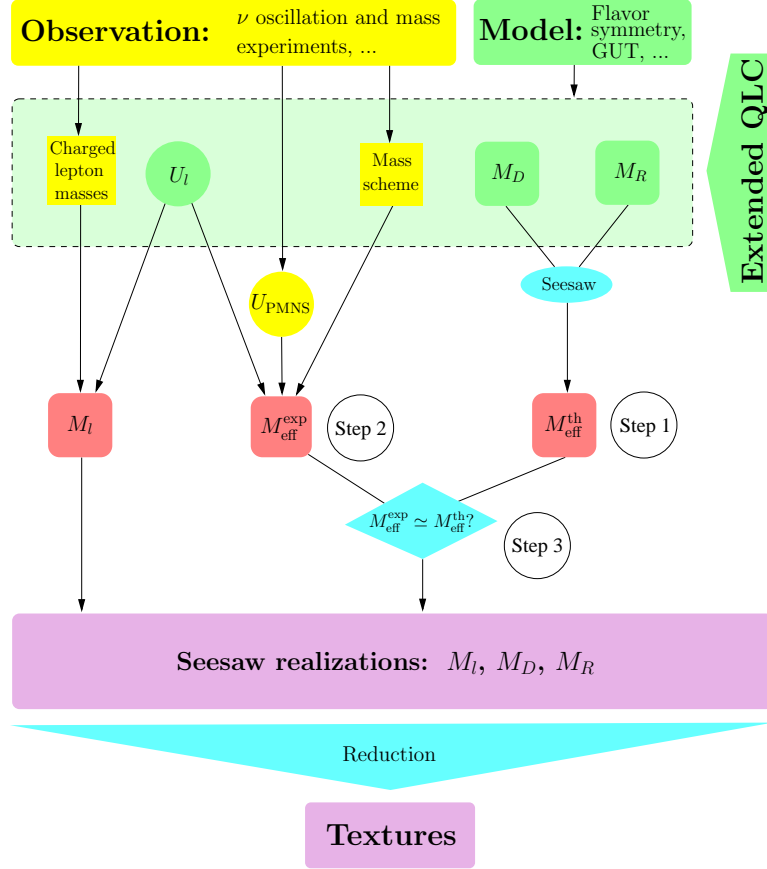 Observation:
ν oscillation and mass
experiments, ...
Model:
Flavor
symmetry,
GUT, ...
Extended QLC
Charged
lepton
masses
U_l
Mass
scheme
M_D
M_R
Seesaw
U_PMNS
M_l
M_eff^exp
Step 2
M_eff^th
Step 1
M_eff^exp ≃ M_eff^th?
Step 3
Seesaw realizations: M_l, M_D, M_R
Reduction
Textures